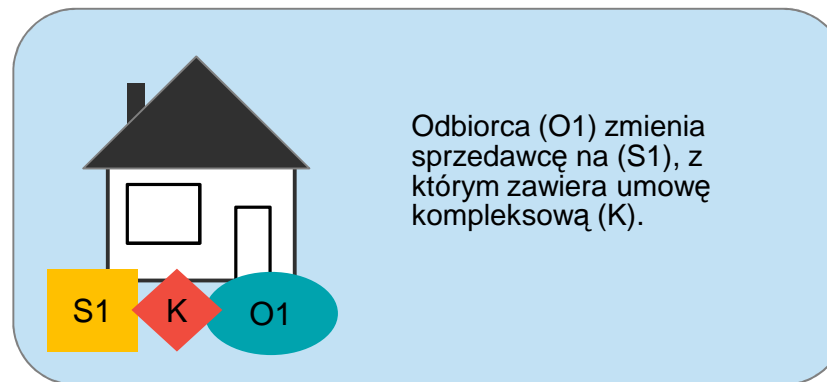 Odbiorca (O1) zmienia
sprzedawcę na (S1), z
którym zawiera umowę
kompleksową (K).
S1
K
O1